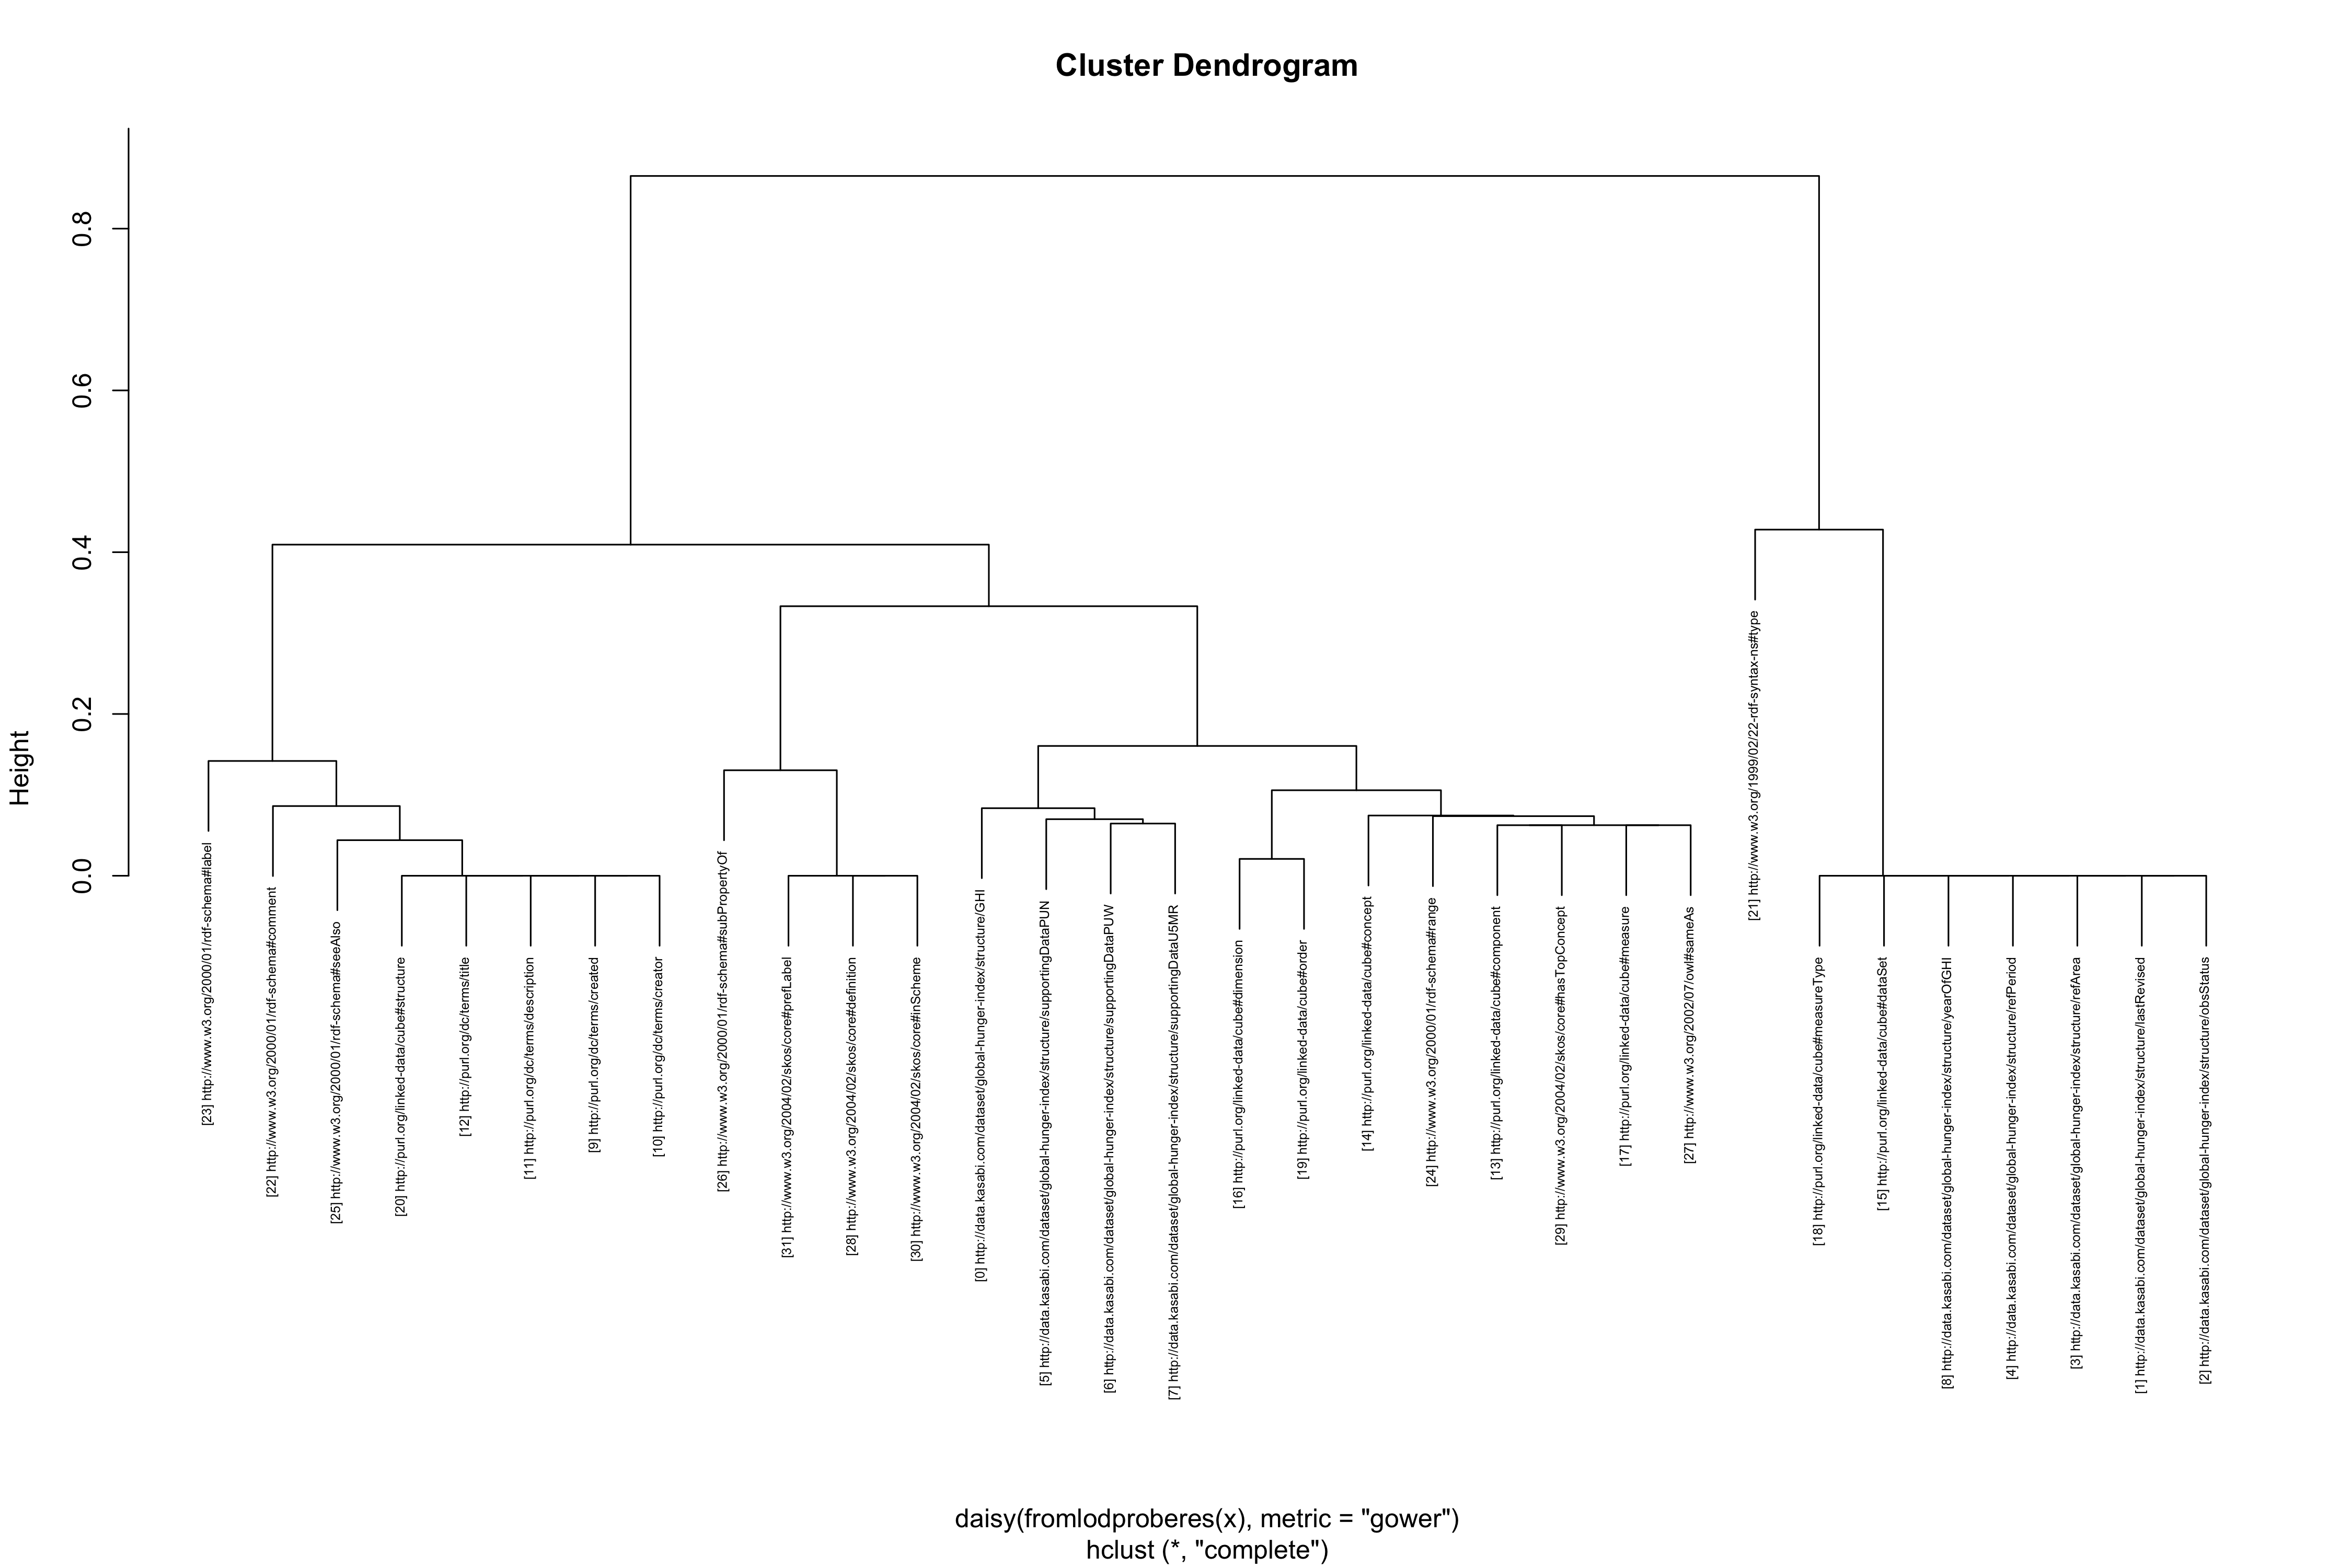 Cluster Dendrogram
Height
0.0
0.2
0.4
0.6
0.8
[23] http://www.w3.org/2000/01/rdf-schema#label
[22] http://www.w3.org/2000/01/rdf-schema#comment
[25] http://www.w3.org/2000/01/rdf-schema#seeAlso
[20] http://purl.org/linked-data/cube#structure
[12] http://purl.org/dc/terms/title
[11] http://purl.org/dc/terms/description
[9] http://purl.org/dc/terms/created
[10] http://purl.org/dc/terms/creator
[26] http://www.w3.org/2000/01/rdf-schema#subPropertyOf
[31] http://www.w3.org/2004/02/skos/core#prefLabel
[28] http://www.w3.org/2004/02/skos/core#definition
[30] http://www.w3.org/2004/02/skos/core#inScheme
[0] http://data.kasabi.com/dataset/global-hunger-index/structure/GHI
[5] http://data.kasabi.com/dataset/global-hunger-index/structure/supportingDataPUN
[6] http://data.kasabi.com/dataset/global-hunger-index/structure/supportingDataPUW
[7] http://data.kasabi.com/dataset/global-hunger-index/structure/supportingDataU5MR
[16] http://purl.org/linked-data/cube#dimension
[19] http://purl.org/linked-data/cube#order
[14] http://purl.org/linked-data/cube#concept
[24] http://www.w3.org/2000/01/rdf-schema#range
[13] http://purl.org/linked-data/cube#component
[29] http://www.w3.org/2004/02/skos/core#hasTopConcept
[17] http://purl.org/linked-data/cube#measure
[27] http://www.w3.org/2002/07/owl#sameAs
[21] http://www.w3.org/1999/02/22-rdf-syntax-ns#type
[18] http://purl.org/linked-data/cube#measureType
[15] http://purl.org/linked-data/cube#dataSet
[8] http://data.kasabi.com/dataset/global-hunger-index/structure/yearOfGHI
[4] http://data.kasabi.com/dataset/global-hunger-index/structure/refPeriod
[3] http://data.kasabi.com/dataset/global-hunger-index/structure/refArea
[1] http://data.kasabi.com/dataset/global-hunger-index/structure/lastRevised
[2] http://data.kasabi.com/dataset/global-hunger-index/structure/obsStatus
daisy(fromlodproberes(x), metric = "gower")
hclust (*, "complete")